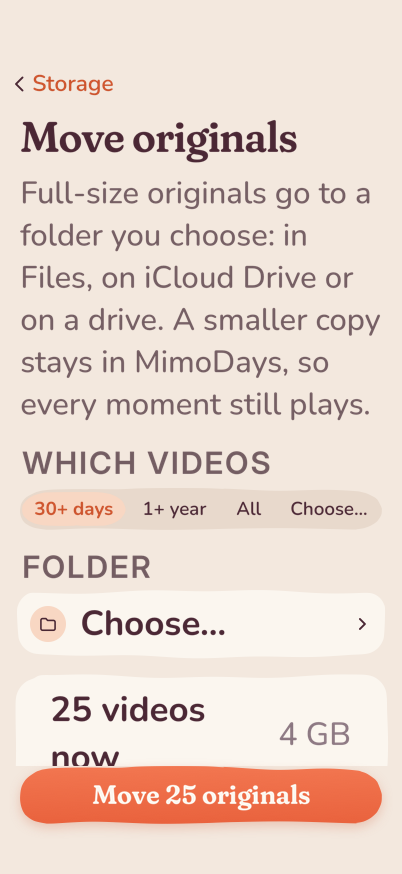 Storage
Move originals
Full-size originals go to a
folder you choose: in
Files, on iCloud Drive or
on a drive. A smaller copy
stays in MimoDays, so
every moment still plays.
WHICH VIDEOS
30+ days 1+ year All Choose...
FOLDER
Choose...
25 videos
now
4 GB
Move 25 originals